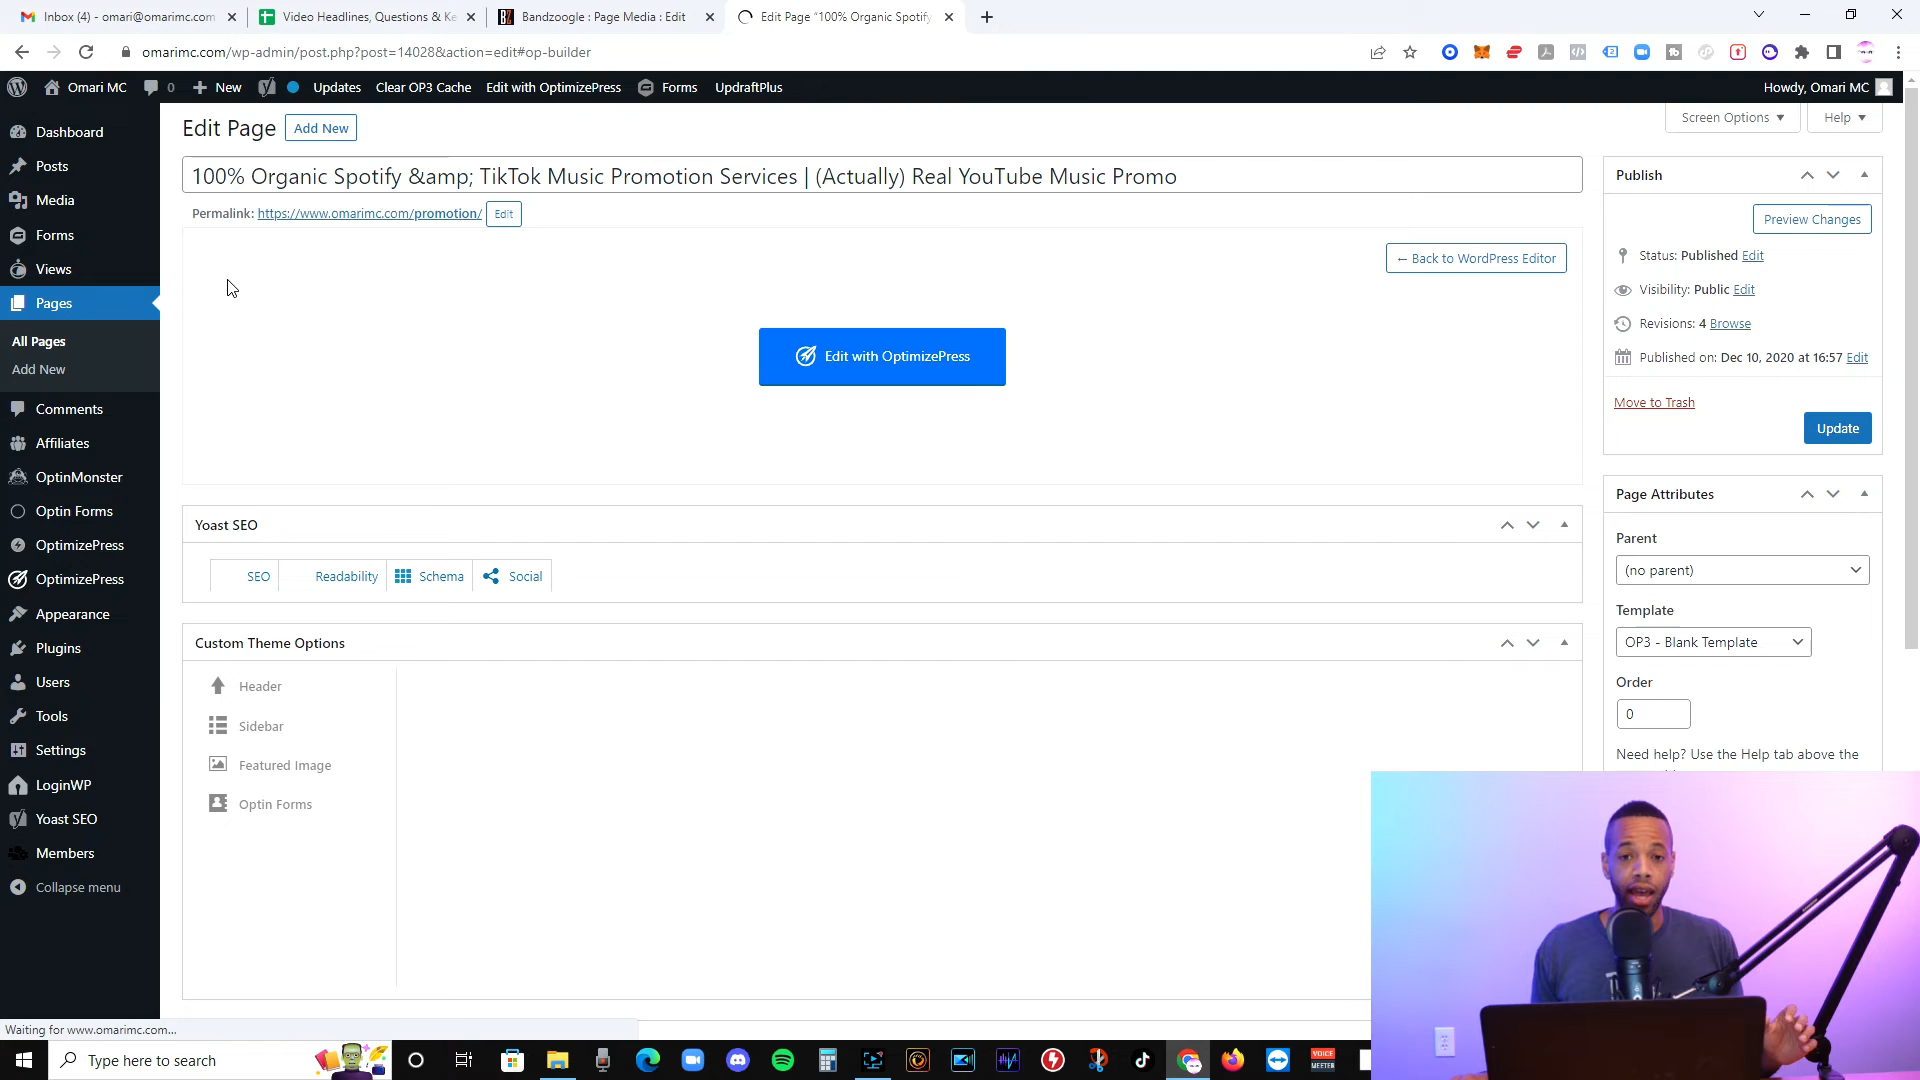 Inbox (4) - omari@omarimc.com
Video Headlines, Questions & Ke
Bandzoogle : Page Media : Edit
Edit Page "100% Organic Spotify
omarimc.com/wp-admin/post.php?post=14028&action=edit#op-builder
Omari MC
0
New
Updates
Clear OP3 Cache
Edit with OptimizePress
Forms
UpdraftPlus
Howdy, Omari MC
Dashboard
Posts
Media
Forms
Views
Pages
All Pages
Add New
Comments
Affiliates
OptinMonster
Optin Forms
OptimizePress
OptimizePress
Appearance
Plugins
Users
Tools
Settings
LoginWP
Yoast SEO
Members
Collapse menu
Edit Page
Add New
Screen Options
Help
100% Organic Spotify &amp; TikTok Music Promotion Services | (Actually) Real YouTube Music Promo
Permalink: https://www.omarimc.com/promotion/
Edit
← Back to WordPress Editor
Edit with OptimizePress
Yoast SEO
SEO
Readability
Schema
Social
Custom Theme Options
Header
Sidebar
Featured Image
Optin Forms
Publish
Preview Changes
Status: Published Edit
Visibility: Public Edit
Revisions: 4 Browse
Published on: Dec 10, 2020 at 16:57 Edit
Move to Trash
Update
Page Attributes
Parent
(no parent)
Template
OP3 - Blank Template
Order
0
Need help? Use the Help tab above the
Waiting for www.omarimc.com...
Type here to search
VOICE
MEETER